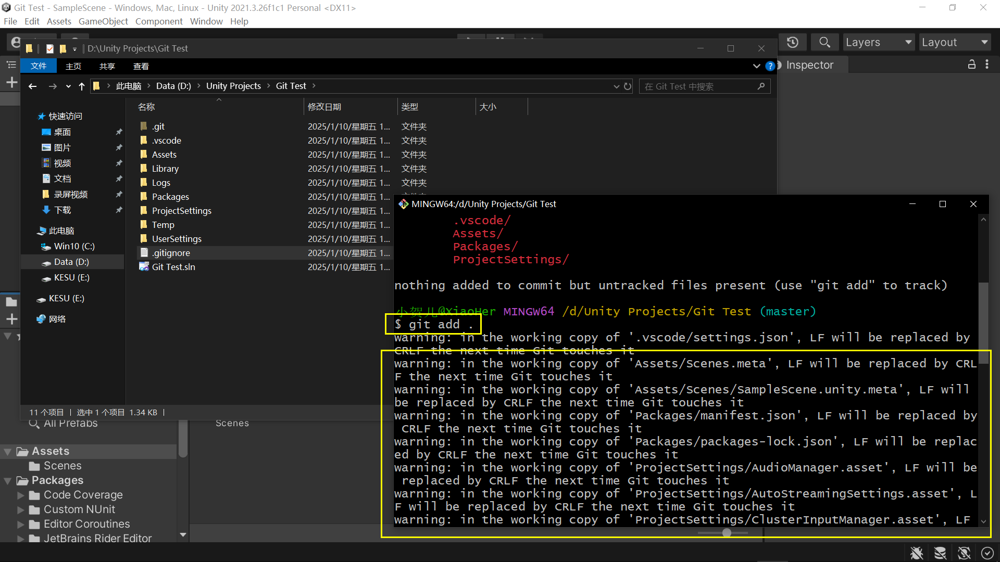 Git Test - SampleScene - Windows, Mac, Linux - Unity 2021.3.26f1c1 Personal <DX11>
File Edit Assets GameObject Component Window Help
Layers
Layout
Inspector
D:\Unity Projects\Git Test
文件 主页 共享 查看
此电脑 > Data (D:) > Unity Projects > Git Test >
在 Git Test 中搜索
名称 修改日期 类型 大小
快速访问
桌面
图片
视频
文档
录屏视频
下载
此电脑
Win10 (C:)
Data (D:)
KESU (E:)
KESU (E:)
网络
.git 2025/1/10/星期五 1... 文件夹
.vscode 2025/1/10/星期五 1... 文件夹
Assets 2025/1/10/星期五 1... 文件夹
Library 2025/1/10/星期五 1... 文件夹
Logs 2025/1/10/星期五 1... 文件夹
Packages 2025/1/10/星期五 1...
ProjectSettings 2025/1/10/星期五 1...
Temp 2025/1/10/星期五 1...
UserSettings 2025/1/10/星期五 1...
.gitignore 2025/1/10/星期五 1...
Git Test.sln 2025/1/10/星期五 1...
11 个项目 | 选中 1 个项目 1.34 KB |
MINGW64:/d/Unity Projects/Git Test
.vscode/
Assets/
Packages/
ProjectSettings/
nothing added to commit but untracked files present (use "git add" to track)
小贺儿@XiaoHer MINGW64 /d/Unity Projects/Git Test (master)
$ git add .
warning: in the working copy of '.vscode/settings.json', LF will be replaced by
CRLF the next time Git touches it
warning: in the working copy of 'Assets/Scenes.meta', LF will be replaced by CRL
F the next time Git touches it
warning: in the working copy of 'Assets/Scenes/SampleScene.unity.meta', LF will
be replaced by CRLF the next time Git touches it
warning: in the working copy of 'Packages/manifest.json', LF will be replaced by
CRLF the next time Git touches it
warning: in the working copy of 'Packages/packages-lock.json', LF will be replac
ed by CRLF the next time Git touches it
warning: in the working copy of 'ProjectSettings/AudioManager.asset', LF will be
replaced by CRLF the next time Git touches it
warning: in the working copy of 'ProjectSettings/AutoStreamingSettings.asset', L
F will be replaced by CRLF the next time Git touches it
warning: in the working copy of 'ProjectSettings/ClusterInputManager.asset', LF
All Prefabs
Assets
Scenes
Packages
Code Coverage
Custom NUnit
Editor Coroutines
JetBrains Rider Editor
Scenes